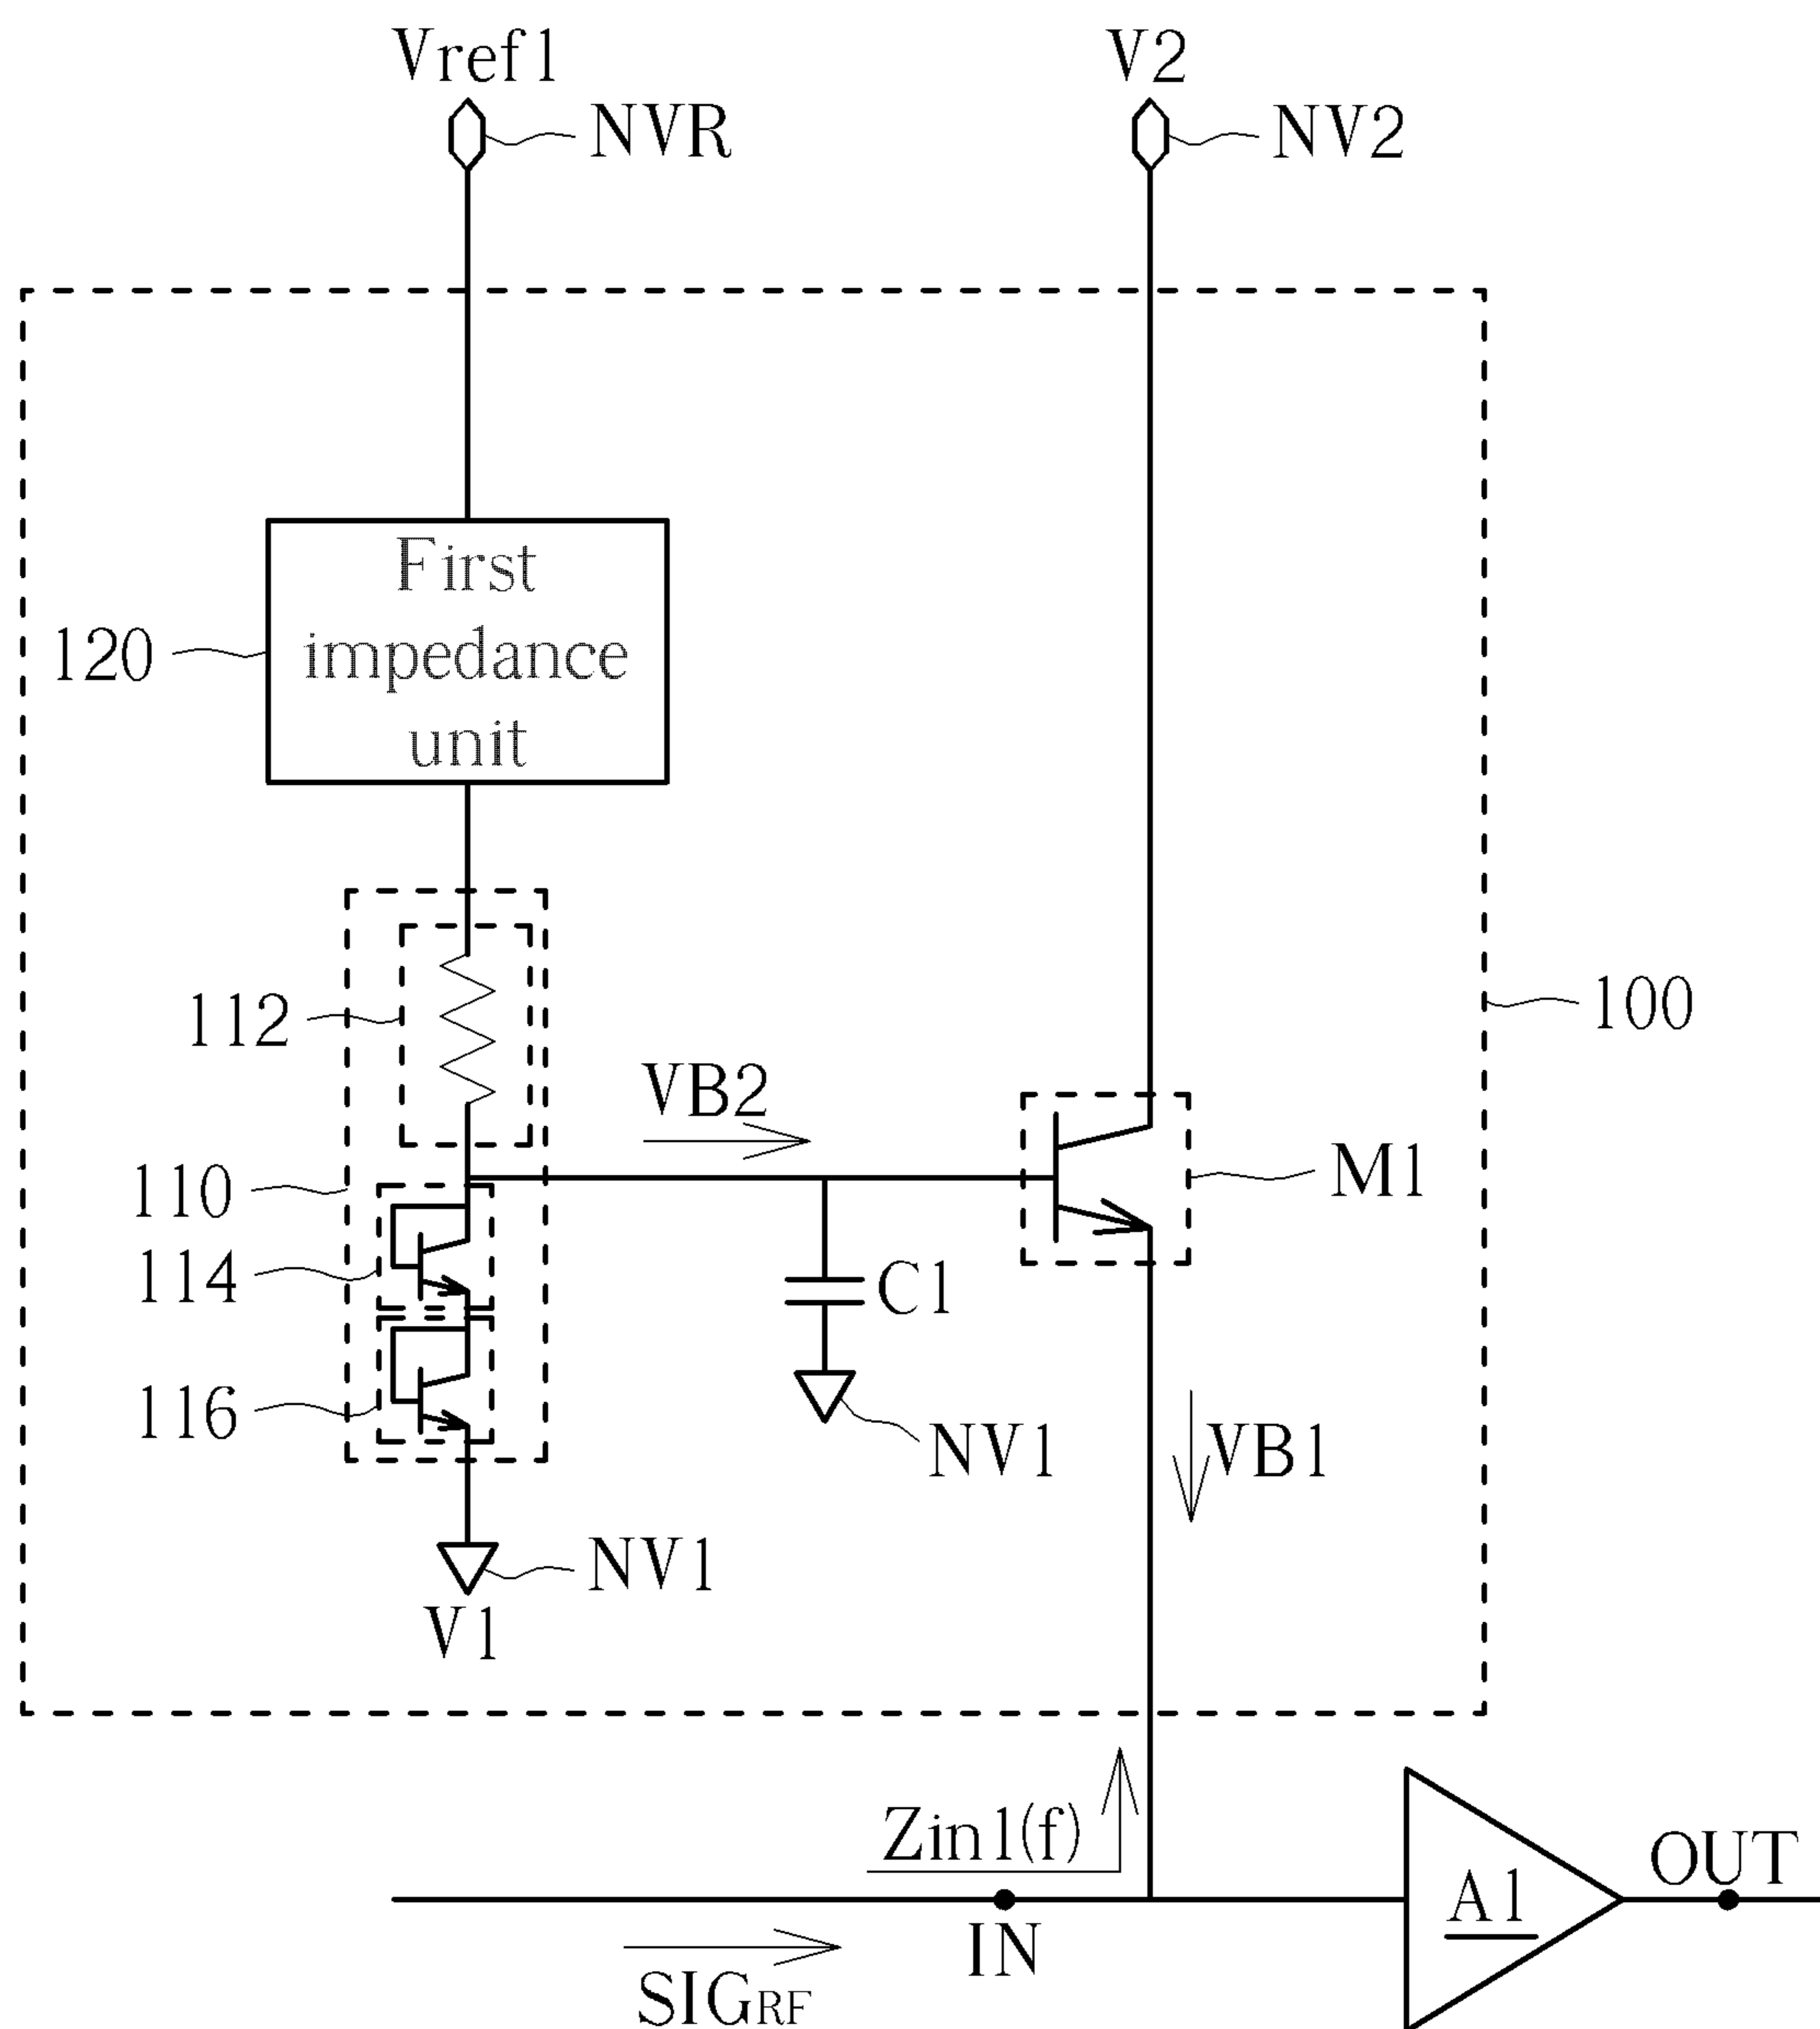 Vref1
V2
NVR
NV2
First
impedance
unit
120
112
100
VB2
M1
110
114
C1
116
NV1
VB1
NV1
V1
Zin1(f)
OUT
A1
IN
SIGRF